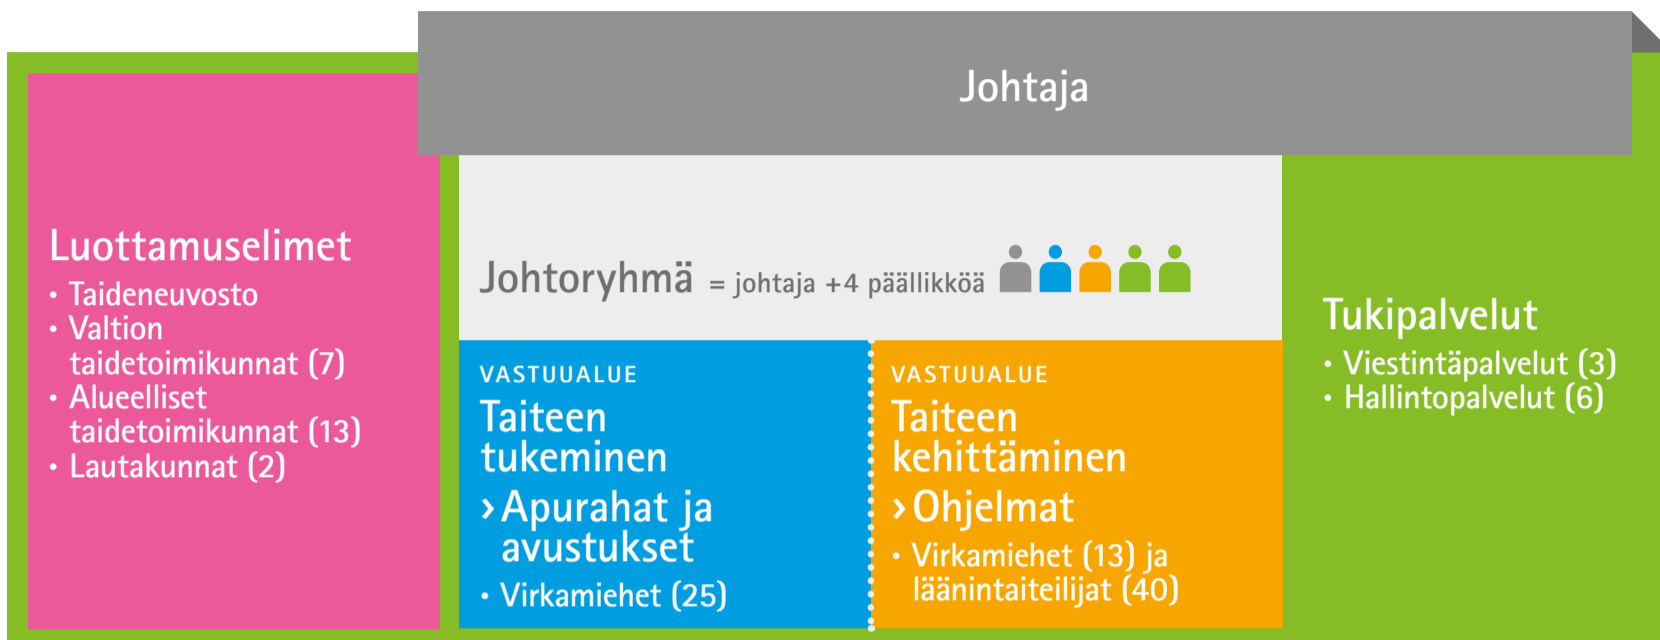 Johtaja
Luottamuselimet
• Taideneuvosto
• Valtion
taidetoimikunnat (7)
• Alueelliset
taidetoimikunnat (13)
• Lautakunnat (2)
Johtoryhmä = johtaja +4 päällikköä
VASTUUALUE
Taiteen
tukeminen
› Apurahat ja
avustukset
• Virkamiehet (25)
VASTUUALUE
Taiteen
kehittäminen
› Ohjelmat
• Virkamiehet (13) ja
läänintaiteilijat (40)
Tukipalvelut
• Viestintäpalvelut (3)
• Hallintopalvelut (6)